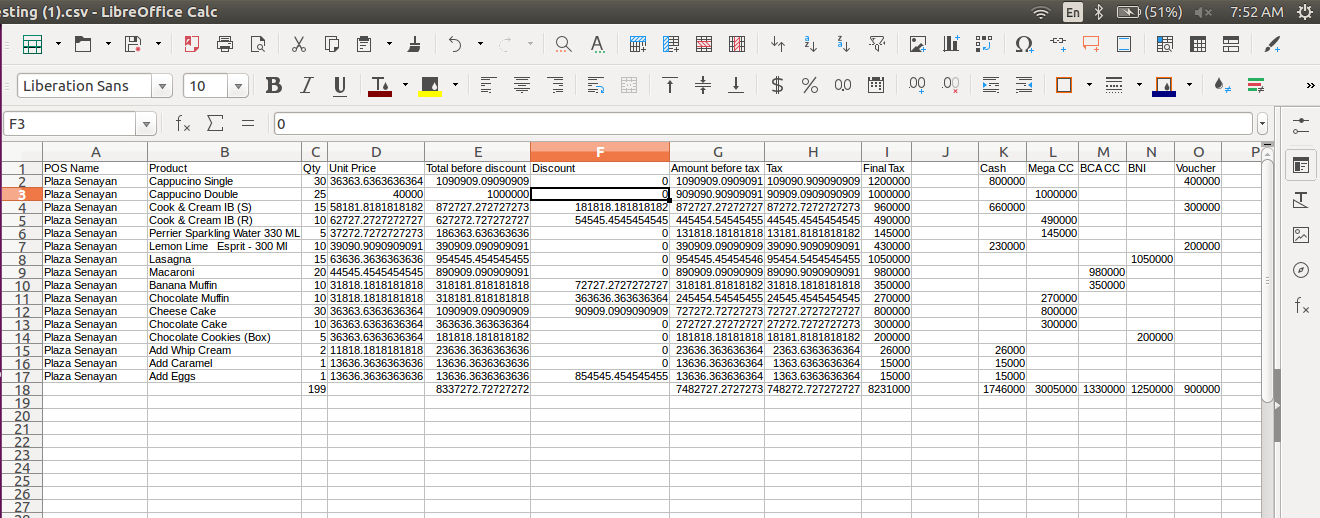 esting (1).csv - LibreOffice Calc En (51%) 7:52 AM
Liberation Sans 10
F3 0
A B C D E F G H I J K L M N O P
1 POS Name Product Qty Unit Price Total before discount Discount Amount before tax Tax Final Tax Cash Mega CC BCA CC BNI Voucher
2 Plaza Senayan Cappucino Single 30 36363.6363636364 1090909.09090909 0 1090909.09090909 109090.909090909 1200000 800000 400000
3 Plaza Senayan Cappucino Double 25 40000 1000000 0 909090.909090909 90909.0909090909 1000000 1000000
4 Plaza Senayan Cook & Cream IB (S) 15 58181.8181818182 872727.272727273 181818.181818182 872727.272727273 87272.7272727273 960000 660000 300000
5 Plaza Senayan Cook & Cream IB (R) 10 62727.2727272727 627272.727272727 54545.4545454545 445454.545454545 44545.4545454545 490000 490000
6 Plaza Senayan Perrier Sparkling Water 330 ML 5 37272.7272727273 186363.636363636 0 131818.181818182 13181.8181818182 145000 145000
7 Plaza Senayan Lemon Lime Esprit - 300 Ml 10 39090.9090909091 390909.090909091 0 390909.090909091 39090.9090909091 430000 230000 200000
8 Plaza Senayan Lasagna 15 63636.3636363636 954545.454545455 0 954545.454545455 95454.5454545455 1050000 1050000
9 Plaza Senayan Macaroni 20 44545.4545454545 890909.090909091 0 890909.090909091 89090.9090909091 980000 980000
10 Plaza Senayan Banana Muffin 10 31818.1818181818 318181.818181818 72727.2727272727 318181.818181818 31818.1818181818 350000 350000
11 Plaza Senayan Chocolate Muffin 10 31818.1818181818 318181.818181818 363636.363636364 245454.545454545 24545.4545454545 270000 270000
12 Plaza Senayan Cheese Cake 30 36363.6363636364 1090909.09090909 90909.0909090909 727272.727272727 72727.2727272727 800000 800000
13 Plaza Senayan Chocolate Cake 10 36363.6363636364 363636.363636364 0 272727.272727273 27272.7272727273 300000 300000
14 Plaza Senayan Chocolate Cookies (Box) 5 36363.6363636364 181818.181818182 0 181818.181818182 18181.8181818182 200000 200000
15 Plaza Senayan Add Whip Cream 2 11818.1818181818 23636.3636363636 0 23636.3636363636 2363.63636363636 26000 26000
16 Plaza Senayan Add Caramel 1 13636.3636363636 13636.3636363636 0 13636.3636363636 1363.63636363636 15000 15000
17 Plaza Senayan Add Eggs 1 13636.3636363636 13636.3636363636 854545.454545455 13636.3636363636 1363.63636363636 15000 15000
18 199 8337272.72727272 7482727.2727273 748272.727272727 8231000 1746000 3005000 1330000 1250000 900000
19
20
21
22
23
24
25
26
27